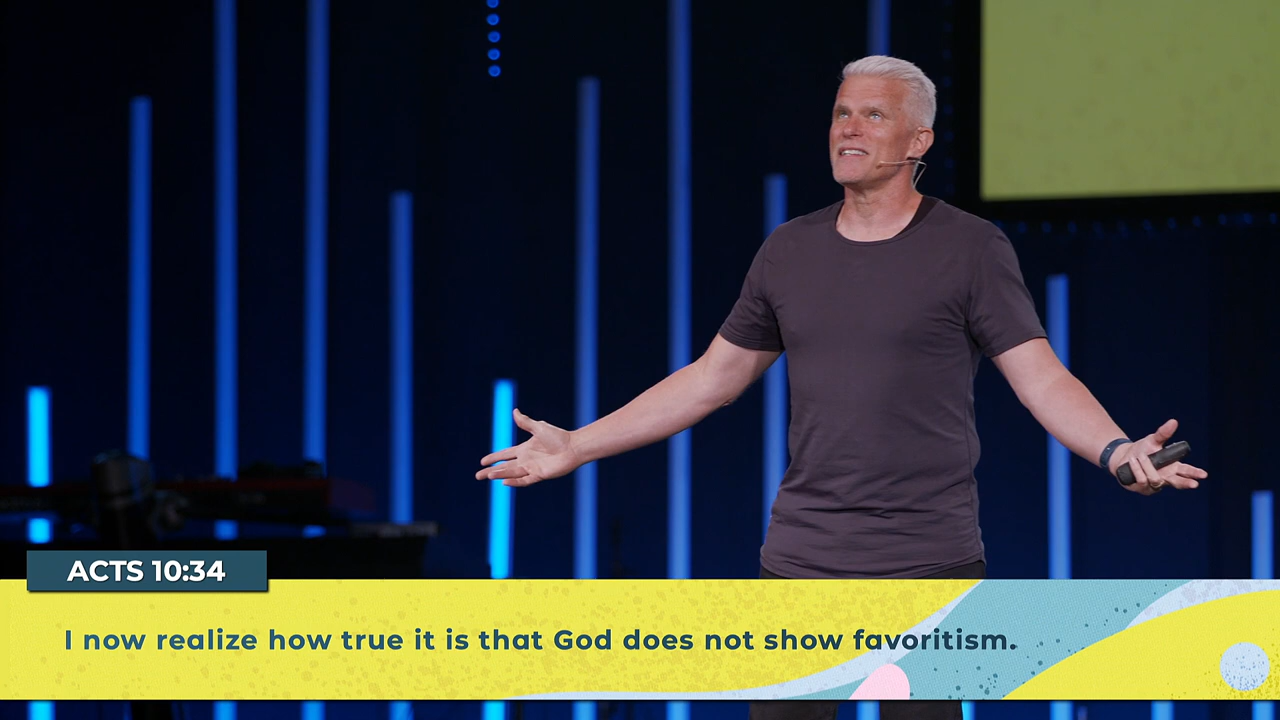 ACTS 10:34
I now realize how true it is that God does not show favoritism.